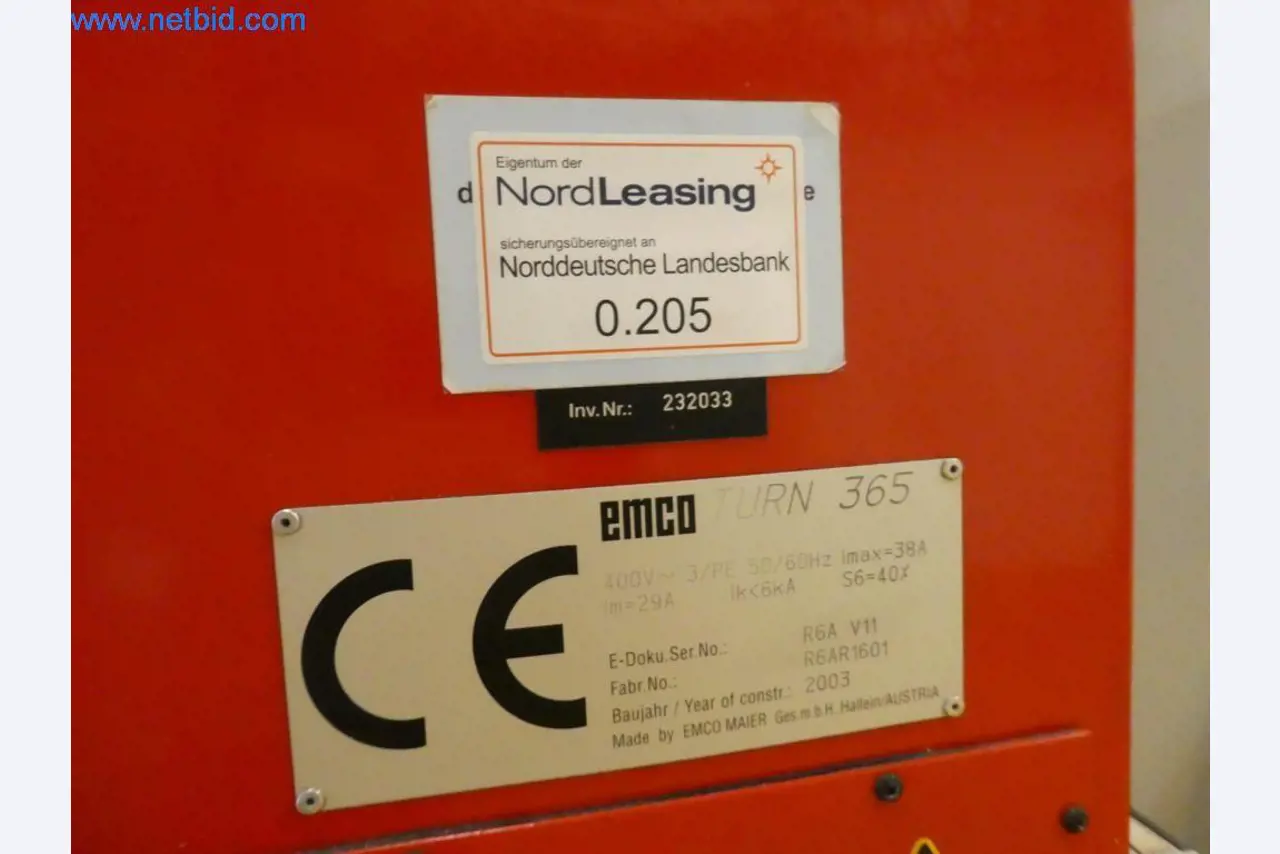 www.netbid.com
Eigentum der
NordLeasing
sicherungsübereignet an
Norddeutsche Landesbank
0.205
Inv.Nr.: 232033
emco TURN 365
400V~ 3/PE 50/60Hz Imax=38A
Im=29A Ik<6kA S6=40%
E-Doku.Ser.No.: R6A V11
Fabr.No.: R6AR1601
Baujahr / Year of constr.: 2003
Made by EMCO MAIER Ges.m.b.H. Hallein/AUSTRIA
CE